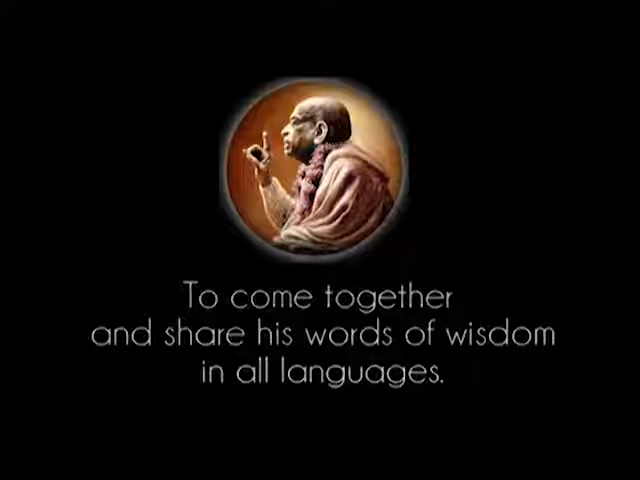 To come together
and share his words of wisdom
in all languages.